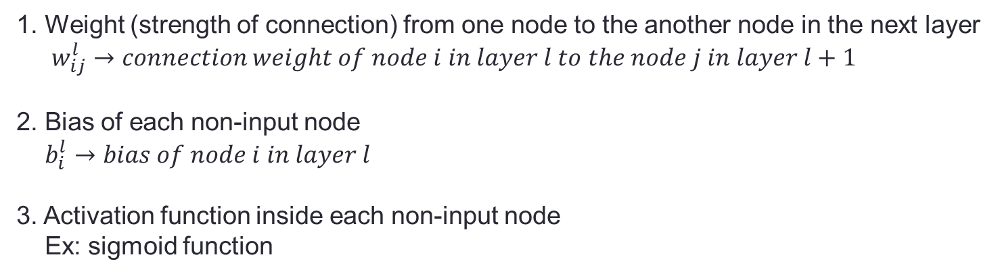 1. Weight (strength of connection) from one node to the another node in the next layer
w_{ij}^{l} → connection weight of node i in layer l to the node j in layer l + 1
2. Bias of each non-input node
b_{i}^{l} → bias of node i in layer l
3. Activation function inside each non-input node
Ex: sigmoid function